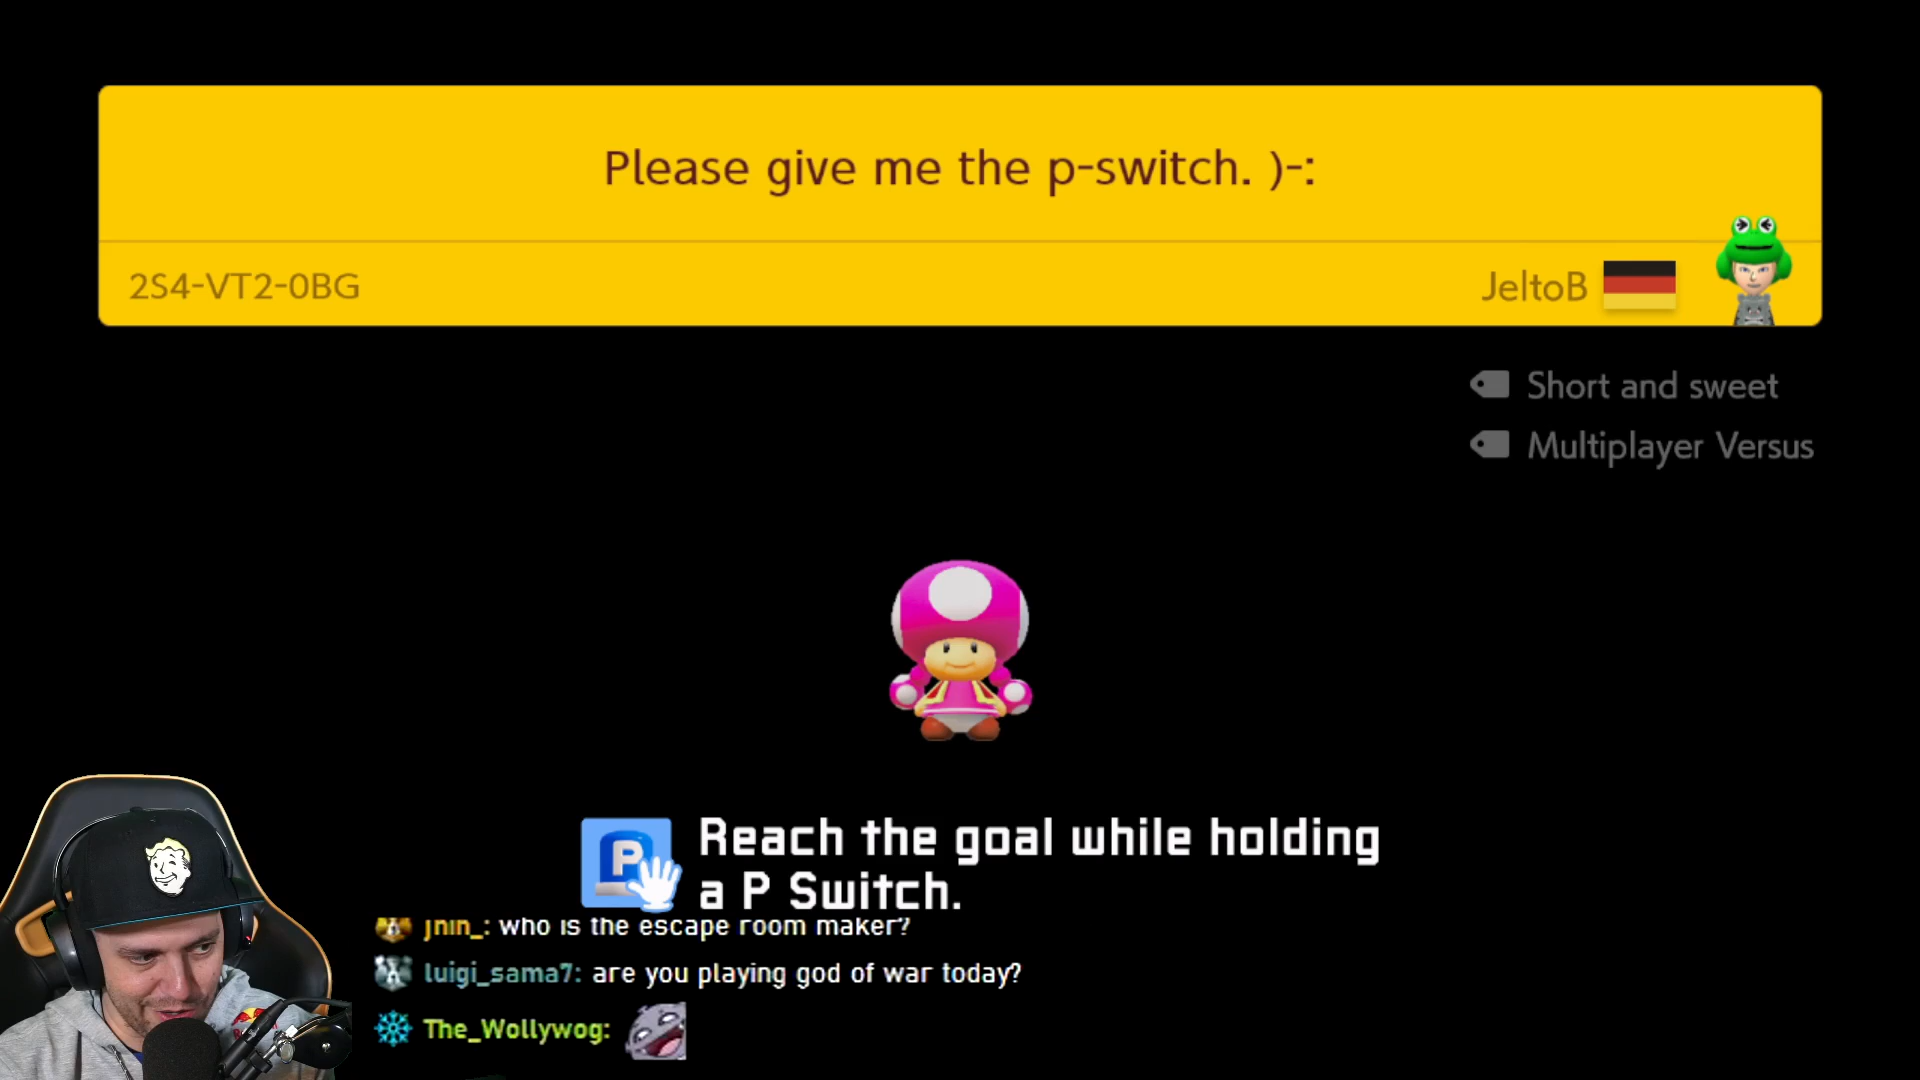 Please give me the p-switch. )-:
2S4-VT2-0BG
JeltoB
Short and sweet
Multiplayer Versus
P
Reach the goal while holding
a P Switch.
jnin_: who is the escape room maker?
luigi_sama7: are you playing god of war today?
The_Wollywog: